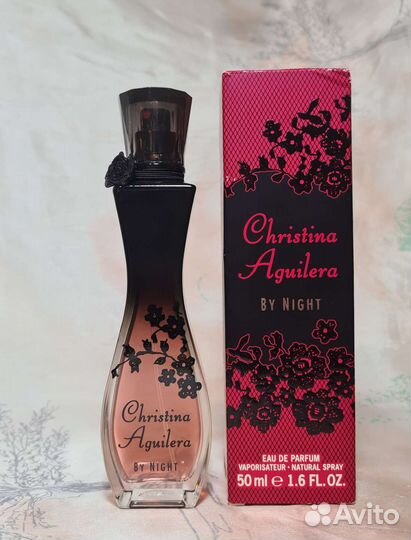 Christina
Aguilera
BY NIGHT
Christina
Aguilera
BY NIGHT
EAU DE PARFUM
VAPORISATEUR · NATURAL SPRAY
50 ml e 1.6 FL.OZ.
Avito